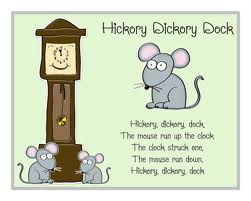 Hickory Dickory Dock
Hickory, dickory, dock,
The mouse ran up the clock
The clock struck one,
The mouse ran down,
Hickory, dickory, dock